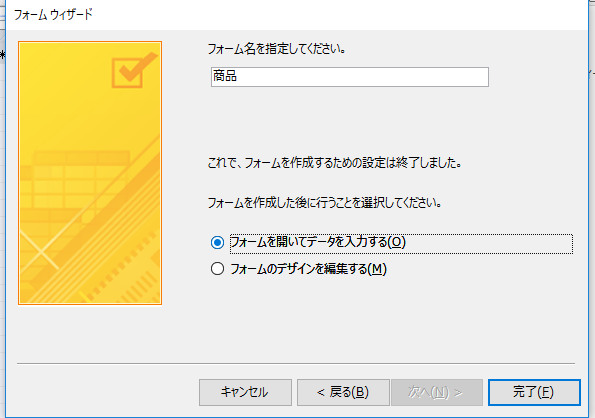 フォーム ウィザード
フォーム名を指定してください。
商品
これで、フォームを作成するための設定は終了しました。
フォームを作成した後に行うことを選択してください。
フォームを開いてデータを入力する(O)
フォームのデザインを編集する(M)
キャンセル
< 戻る(B)
次へ(N) >
完了(F)